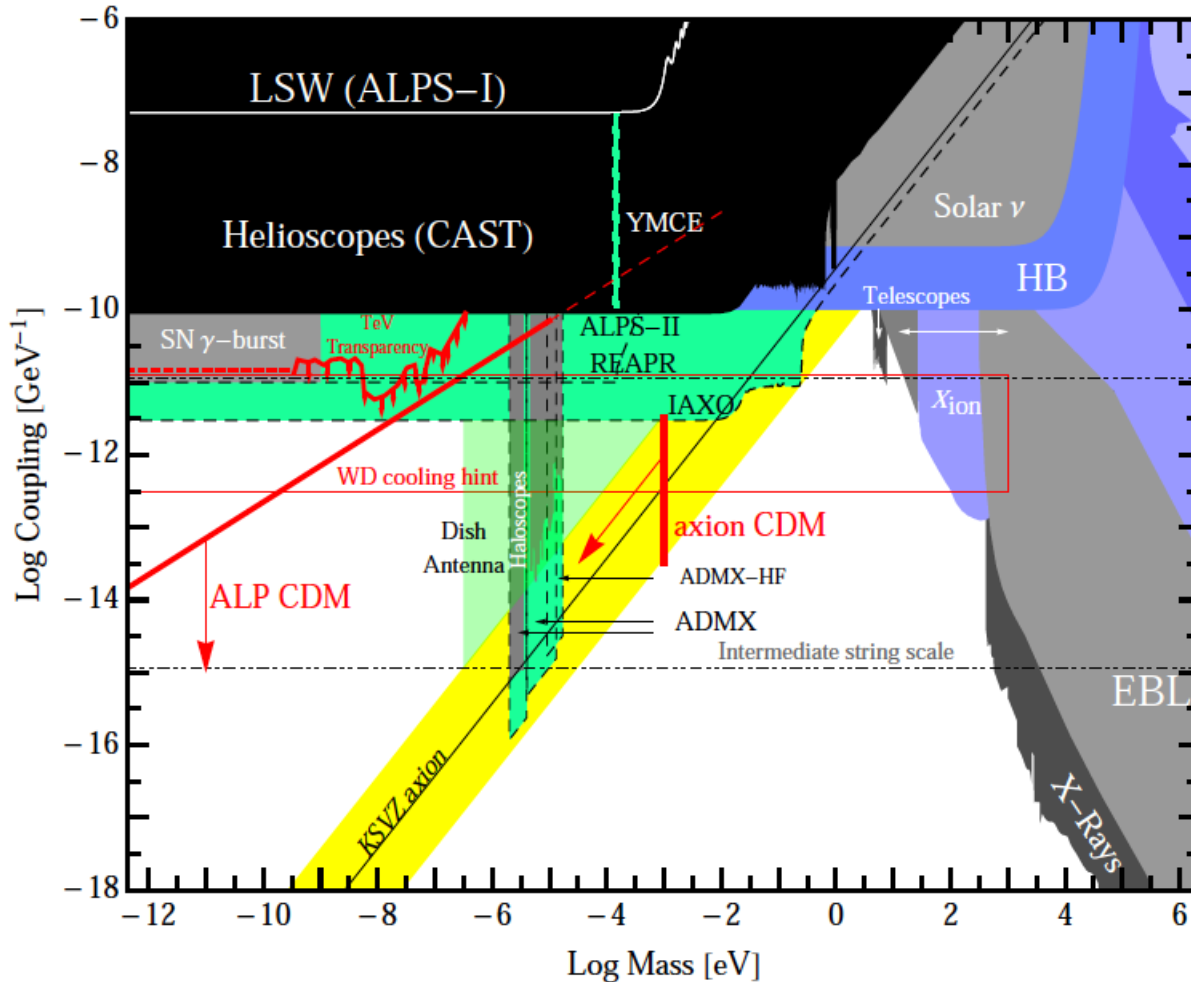 −6
LSW (ALPS−I)
−8
Helioscopes (CAST)
YMCE
Solar ν
HB
Telescopes
−10
SN γ−burst
TeV
Transparency
ALPS−II
REAPR
IAXO
Xion
−12
WD cooling hint
Dish
Antenna
Haloscopes
axion CDM
ALP CDM
ADMX−HF
ADMX
−14
Intermediate string scale
EBL
−16
KSVZ axion
X−Rays
−18
Log Coupling [GeV−1]
−12 −10 −8 −6 −4 −2 0 2 4 6
Log Mass [eV]